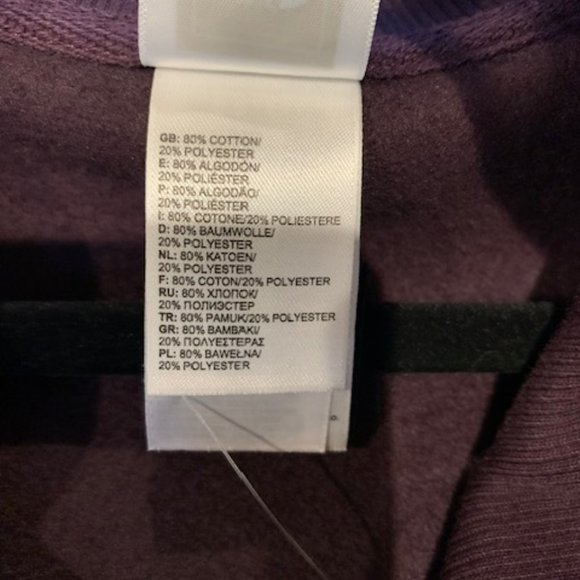 GB: 80% COTTON/
20% POLYESTER
E: 80% ALGODÓN/
20% POLIÉSTER
P: 80% ALGODÃO/
20% POLIÉSTER
I: 80% COTONE/20% POLIESTERE
D: 80% BAUMWOLLE/
20% POLYESTER
NL: 80% KATOEN/
20% POLYESTER
F: 80% COTON/20% POLYESTER
RU: 80% ХЛОПОК/
20% ПОЛИЭСТЕР
TR: 80% PAMUK/20% POLYESTER
GR: 80% ΒΑΜΒΑΚΙ/
20% ΠΟΛΥΕΣΤΕΡΑΣ
PL: 80% BAWEŁNA/
20% POLYESTER